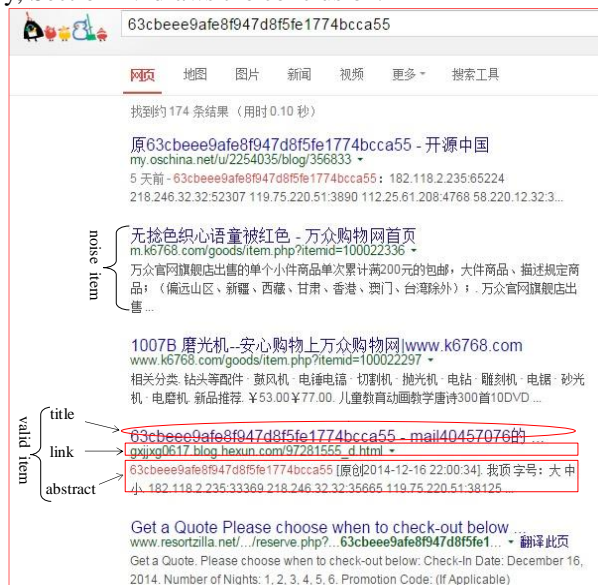 63cbeee9afe8f947d8f5fe1774bcca55
网页 地图 图片 新闻 视频 更多 搜索工具
找到约 174 条结果 （用时 0.10 秒）
原63cbeee9afe8f947d8f5fe1774bcca55 - 开源中国
my.oschina.net/u/2254035/blog/356833
5 天前 - 63cbeee9afe8f947d8f5fe1774bcca55：182.118.2.235:65224
218.246.32.32:52307 119.75.220.51:3890 112.25.61.208:4768 58.220.12.32:3...
noise item
无捻色织心语童被红色 - 万众购物网首页
m.k6768.com/goods/item.php?itemid=100022336
万众官网旗舰店出售的单个小件商品单次累计满200元的包邮，大件商品、描述规定商
品；（偏远山区、新疆、西藏、甘肃、香港、澳门、台湾除外）；. 万众官网旗舰店出
售 ...
1007B 磨光机--安心购物上万众购物网|www.k6768.com
www.k6768.com/goods/item.php?itemid=100022297
相关分类. 钻头等配件 · 鼓风机 · 电锤电镐 · 切割机 · 抛光机 · 电钻 · 雕刻机 · 电锯 · 砂光
机 · 电磨机. 新品推荐. ¥53.00¥77.00. 儿童教育动画教学唐诗300首10DVD ...
valid item
title
63cbeee9afe8f947d8f5fe1774bcca55 - mail40457076的 ...
link
gxjjxg0617.blog.hexun.com/97281555_d.html
abstract
63cbeee9afe8f947d8f5fe1774bcca55 [原创2014-12-16 22:00:34]. 我顶 字号：大 中
小. 182.118.2.235:33369 218.246.32.32:35665 119.75.220.51:38125 ...
Get a Quote Please choose when to check-out below ...
www.resortzilla.net/.../reserve.php?...63cbeee9afe8f947d8f5fe1... 翻译此页
Get a Quote. Please choose when to check-out below: Check-In Date: December 16,
2014. Number of Nights: 1, 2, 3, 4, 5, 6. Promotion Code: (If Applicable)